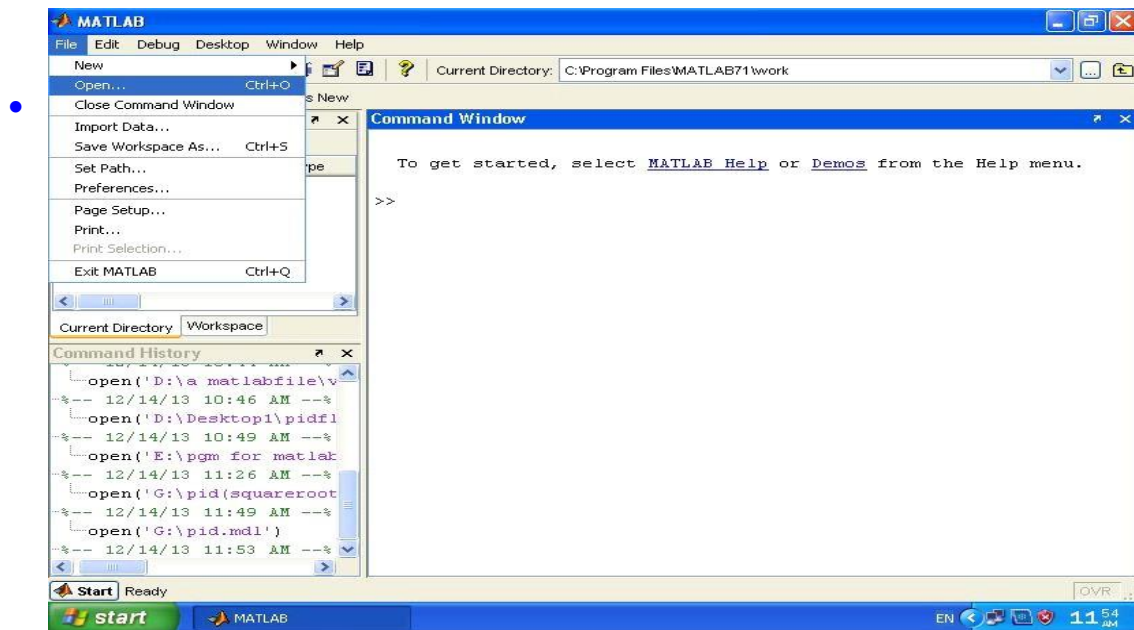 MATLAB
File Edit Debug Desktop Window Help
Current Directory: C:\Program Files\MATLAB71\work
New
Open... Ctrl+O
Close Command Window
Import Data...
Save Workspace As... Ctrl+S
Set Path...
Preferences...
Page Setup...
Print...
Print Selection...
Exit MATLAB Ctrl+Q
s New
Current Directory Workspace
Command History
open('D:\a matlabfile\v
%-- 12/14/13 10:46 AM --%
open('D:\Desktop1\pidfl
%-- 12/14/13 10:49 AM --%
open('E:\pgm for matlab
%-- 12/14/13 11:26 AM --%
open('G:\pid(squareroot
%-- 12/14/13 11:49 AM --%
open('G:\pid.mdl')
%-- 12/14/13 11:53 AM --%
Command Window
To get started, select MATLAB Help or Demos from the Help menu.
>>
Start Ready
OVR
start MATLAB EN 11 54 AM